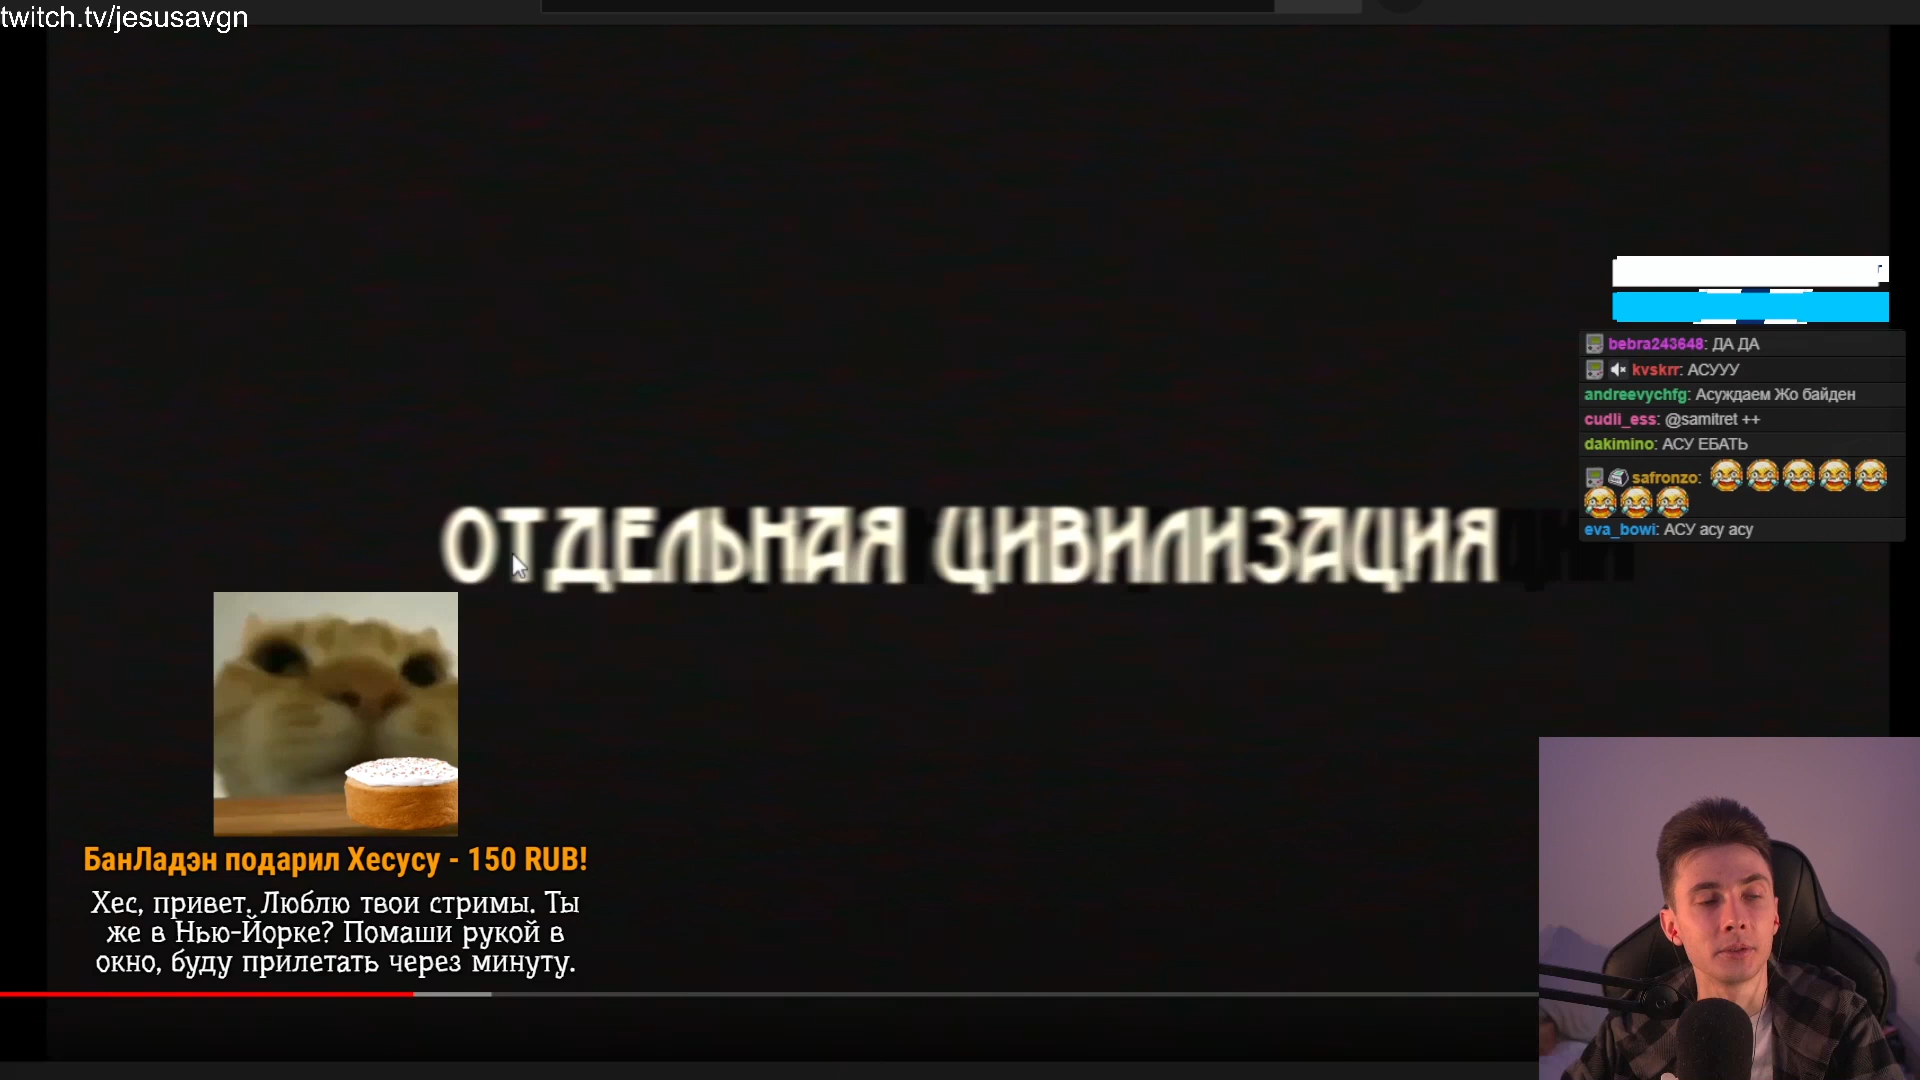 twitch.tv/jesusavgn
bebra243648: ДА ДА
kvskrr: АСУУУ
andreevychfg: Асуждаем Жо байден
cudli_ess: @samitret ++
dakimino: АСУ ЕБАТЬ
safronzo:
eva_bowi: АСУ асу асу
ОТДЕЛЬНАЯ ЦИВИЛИЗАЦИЯ
БанЛадэн подарил Хесусу - 150 RUB!
Хес, привет. Люблю твои стримы. Ты
же в Нью-Йорке? Помаши рукой в
окно, буду прилетать через минуту.